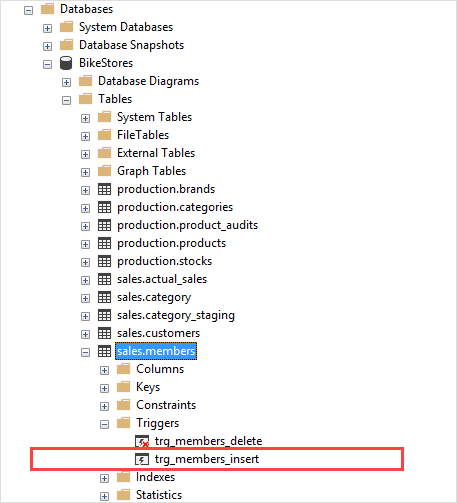 Databases
System Databases
Database Snapshots
BikeStores
Database Diagrams
Tables
System Tables
FileTables
External Tables
Graph Tables
production.brands
production.categories
production.product_audits
production.products
production.stocks
sales.actual_sales
sales.category
sales.category_staging
sales.customers
sales.members
Columns
Keys
Constraints
Triggers
trg_members_delete
trg_members_insert
Indexes
Statistics